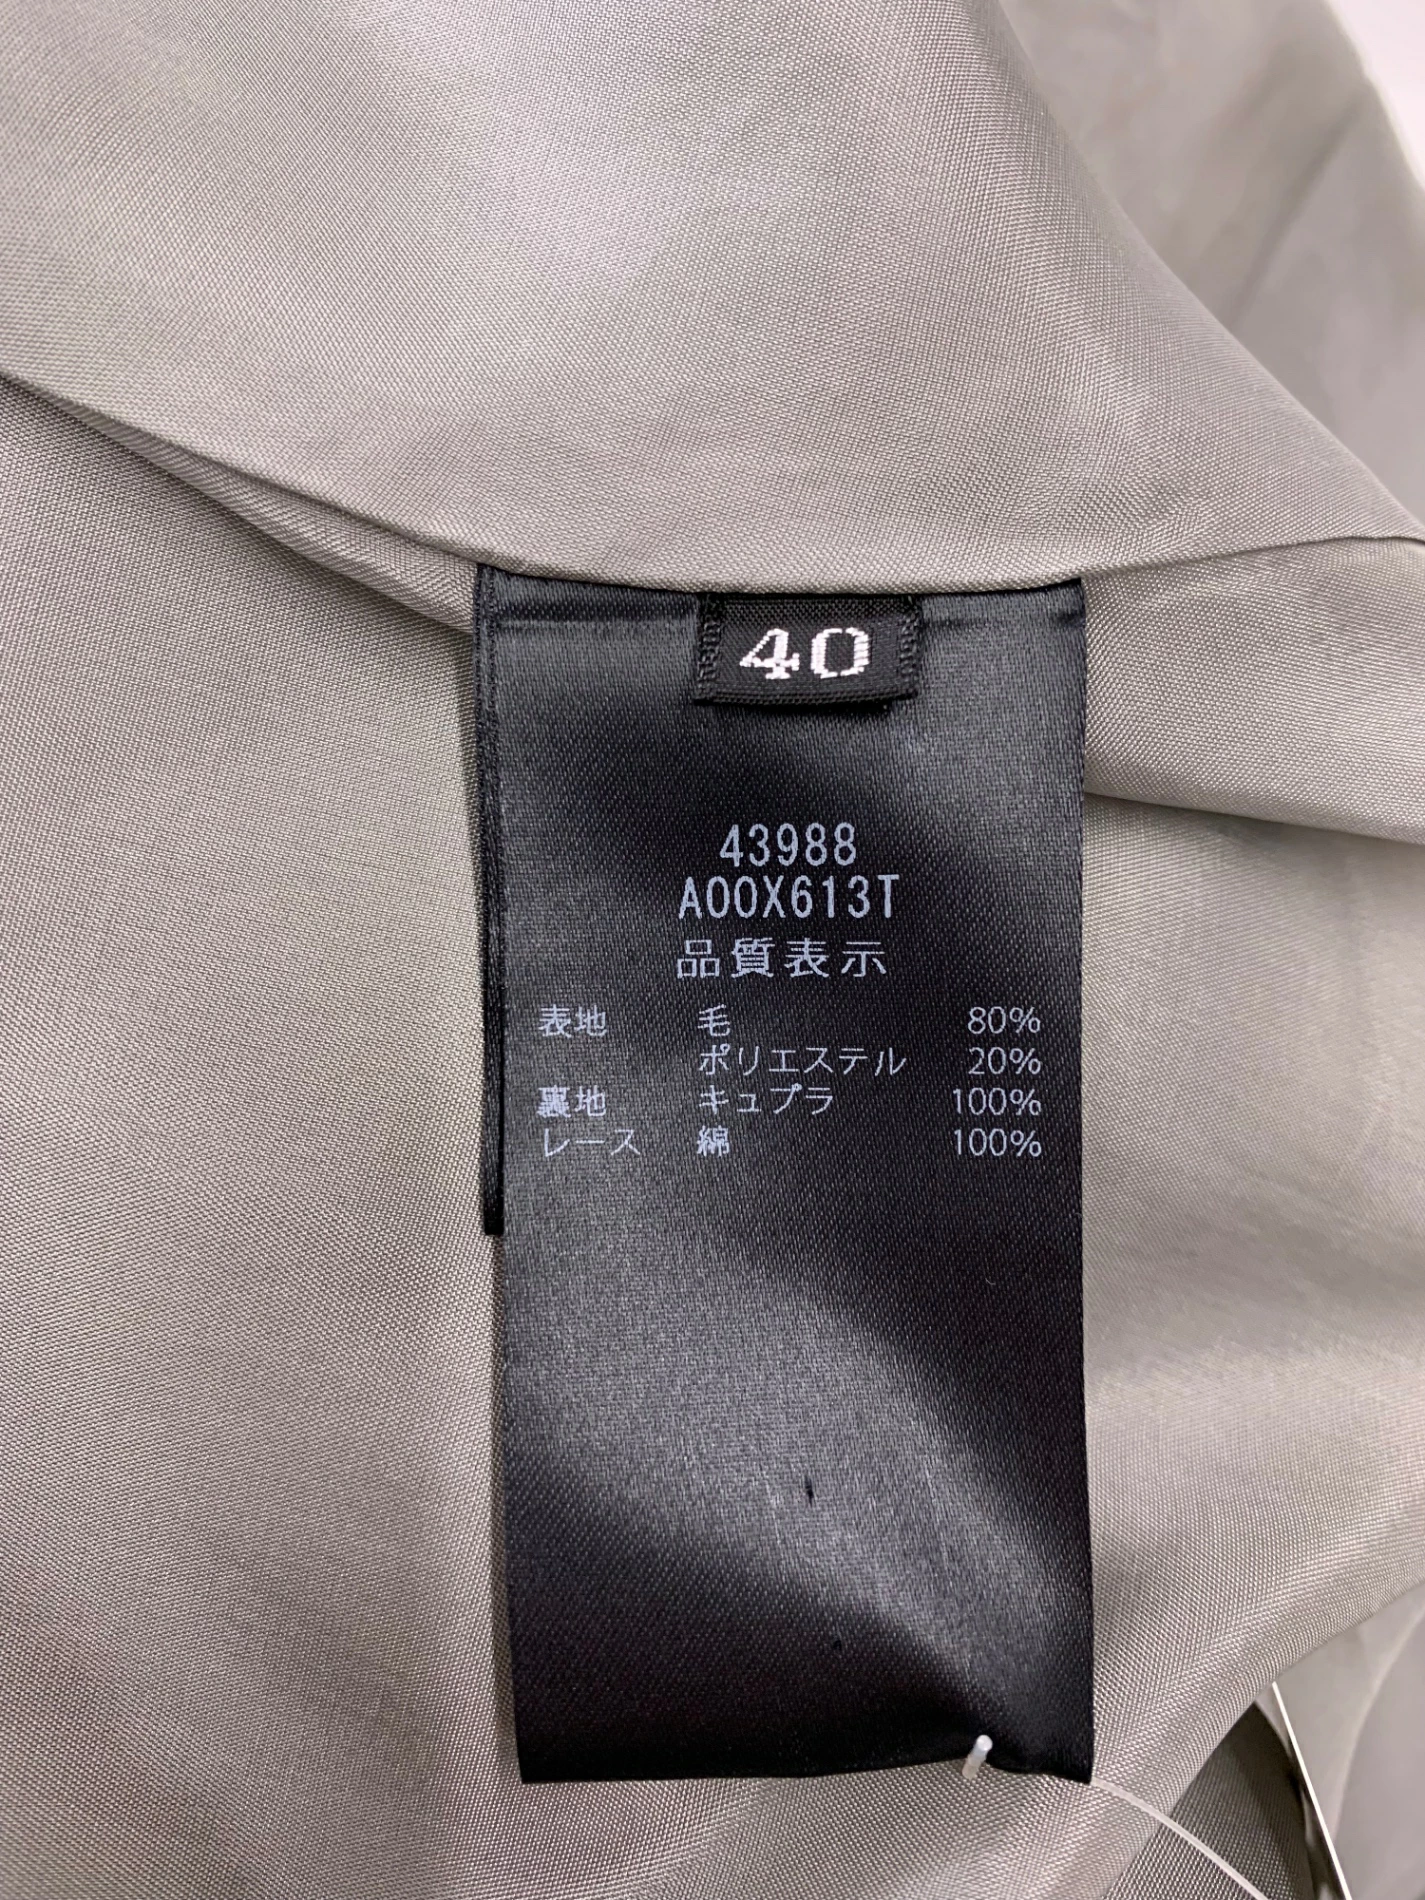 40
43988
A00X613T
品質表示
表地 毛 80%
ポリエステル 20%
裏地 キュプラ 100%
レース 綿 100%